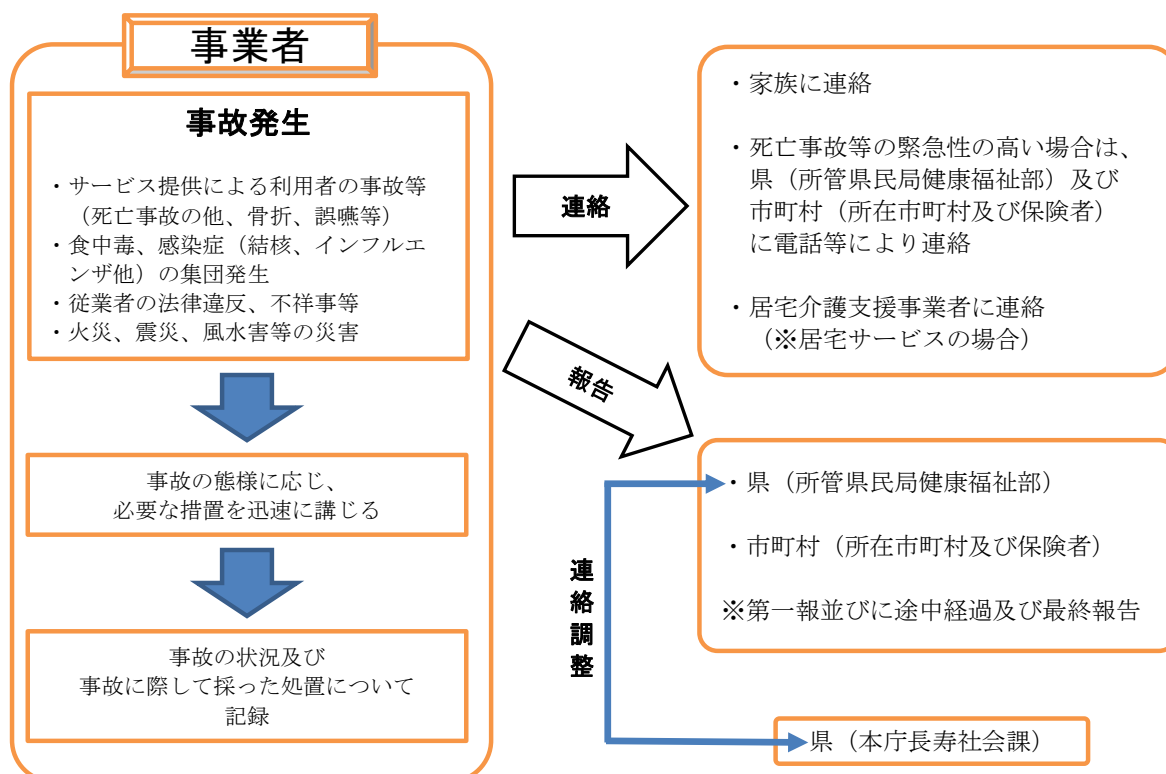 事業者
事故発生
・サービス提供による利用者の事故等
（死亡事故の他、骨折、誤嚥等）
・食中毒、感染症（結核、インフルエ
ンザ他）の集団発生
・従業者の法律違反、不祥事等
・火災、震災、風水害等の災害
事故の態様に応じ、
必要な措置を迅速に講じる
事故の状況及び
事故に際して採った処置について
記録
連絡
・家族に連絡
・死亡事故等の緊急性の高い場合は、
県（所管県民局健康福祉部）及び
市町村（所在市町村及び保険者）
に電話等により連絡
・居宅介護支援事業者に連絡
（※居宅サービスの場合）
報告
・県（所管県民局健康福祉部）
・市町村（所在市町村及び保険者）
※第一報並びに途中経過及び最終報告
連絡調整
県（本庁長寿社会課）